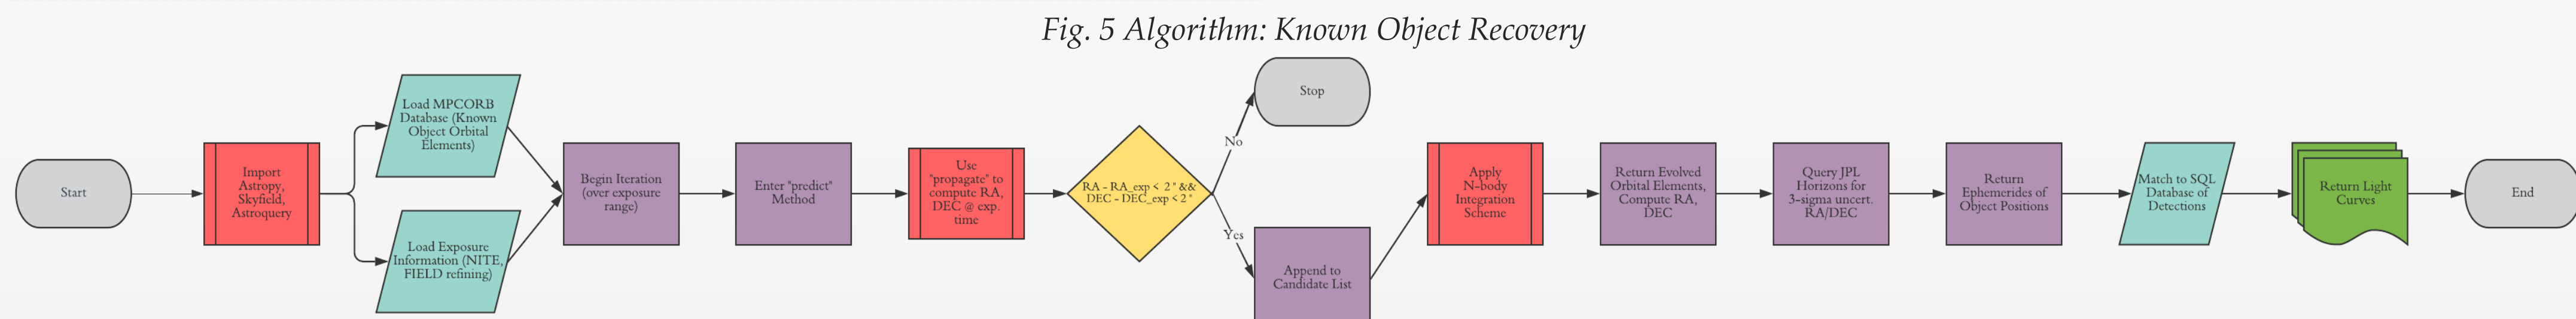 Fig. 5 Algorithm: Known Object Recovery
Start
Import
Astropy,
Skyfield,
Astroquery
Load MPCORB
Database (Known
Object Orbital
Elements)
Load Exposure
Information (NITE,
FIELD refining)
Begin Iteration
(over exposure
range)
Enter "predict"
Method
Use
"propagate" to
compute RA,
DEC @ exp.
time
RA - RA_exp < 2 ° &&
DEC - DEC_exp < 2 °
No
Stop
Yes
Append to
Candidate List
Apply
N-body
Integration
Scheme
Return Evolved
Orbital Elements,
Compute RA,
DEC
Query JPL
Horizons for
3-sigma uncert.
RA/DEC
Return
Ephemerides of
Object Positions
Match to SQL
Database of
Detections
Return Light
Curves
End